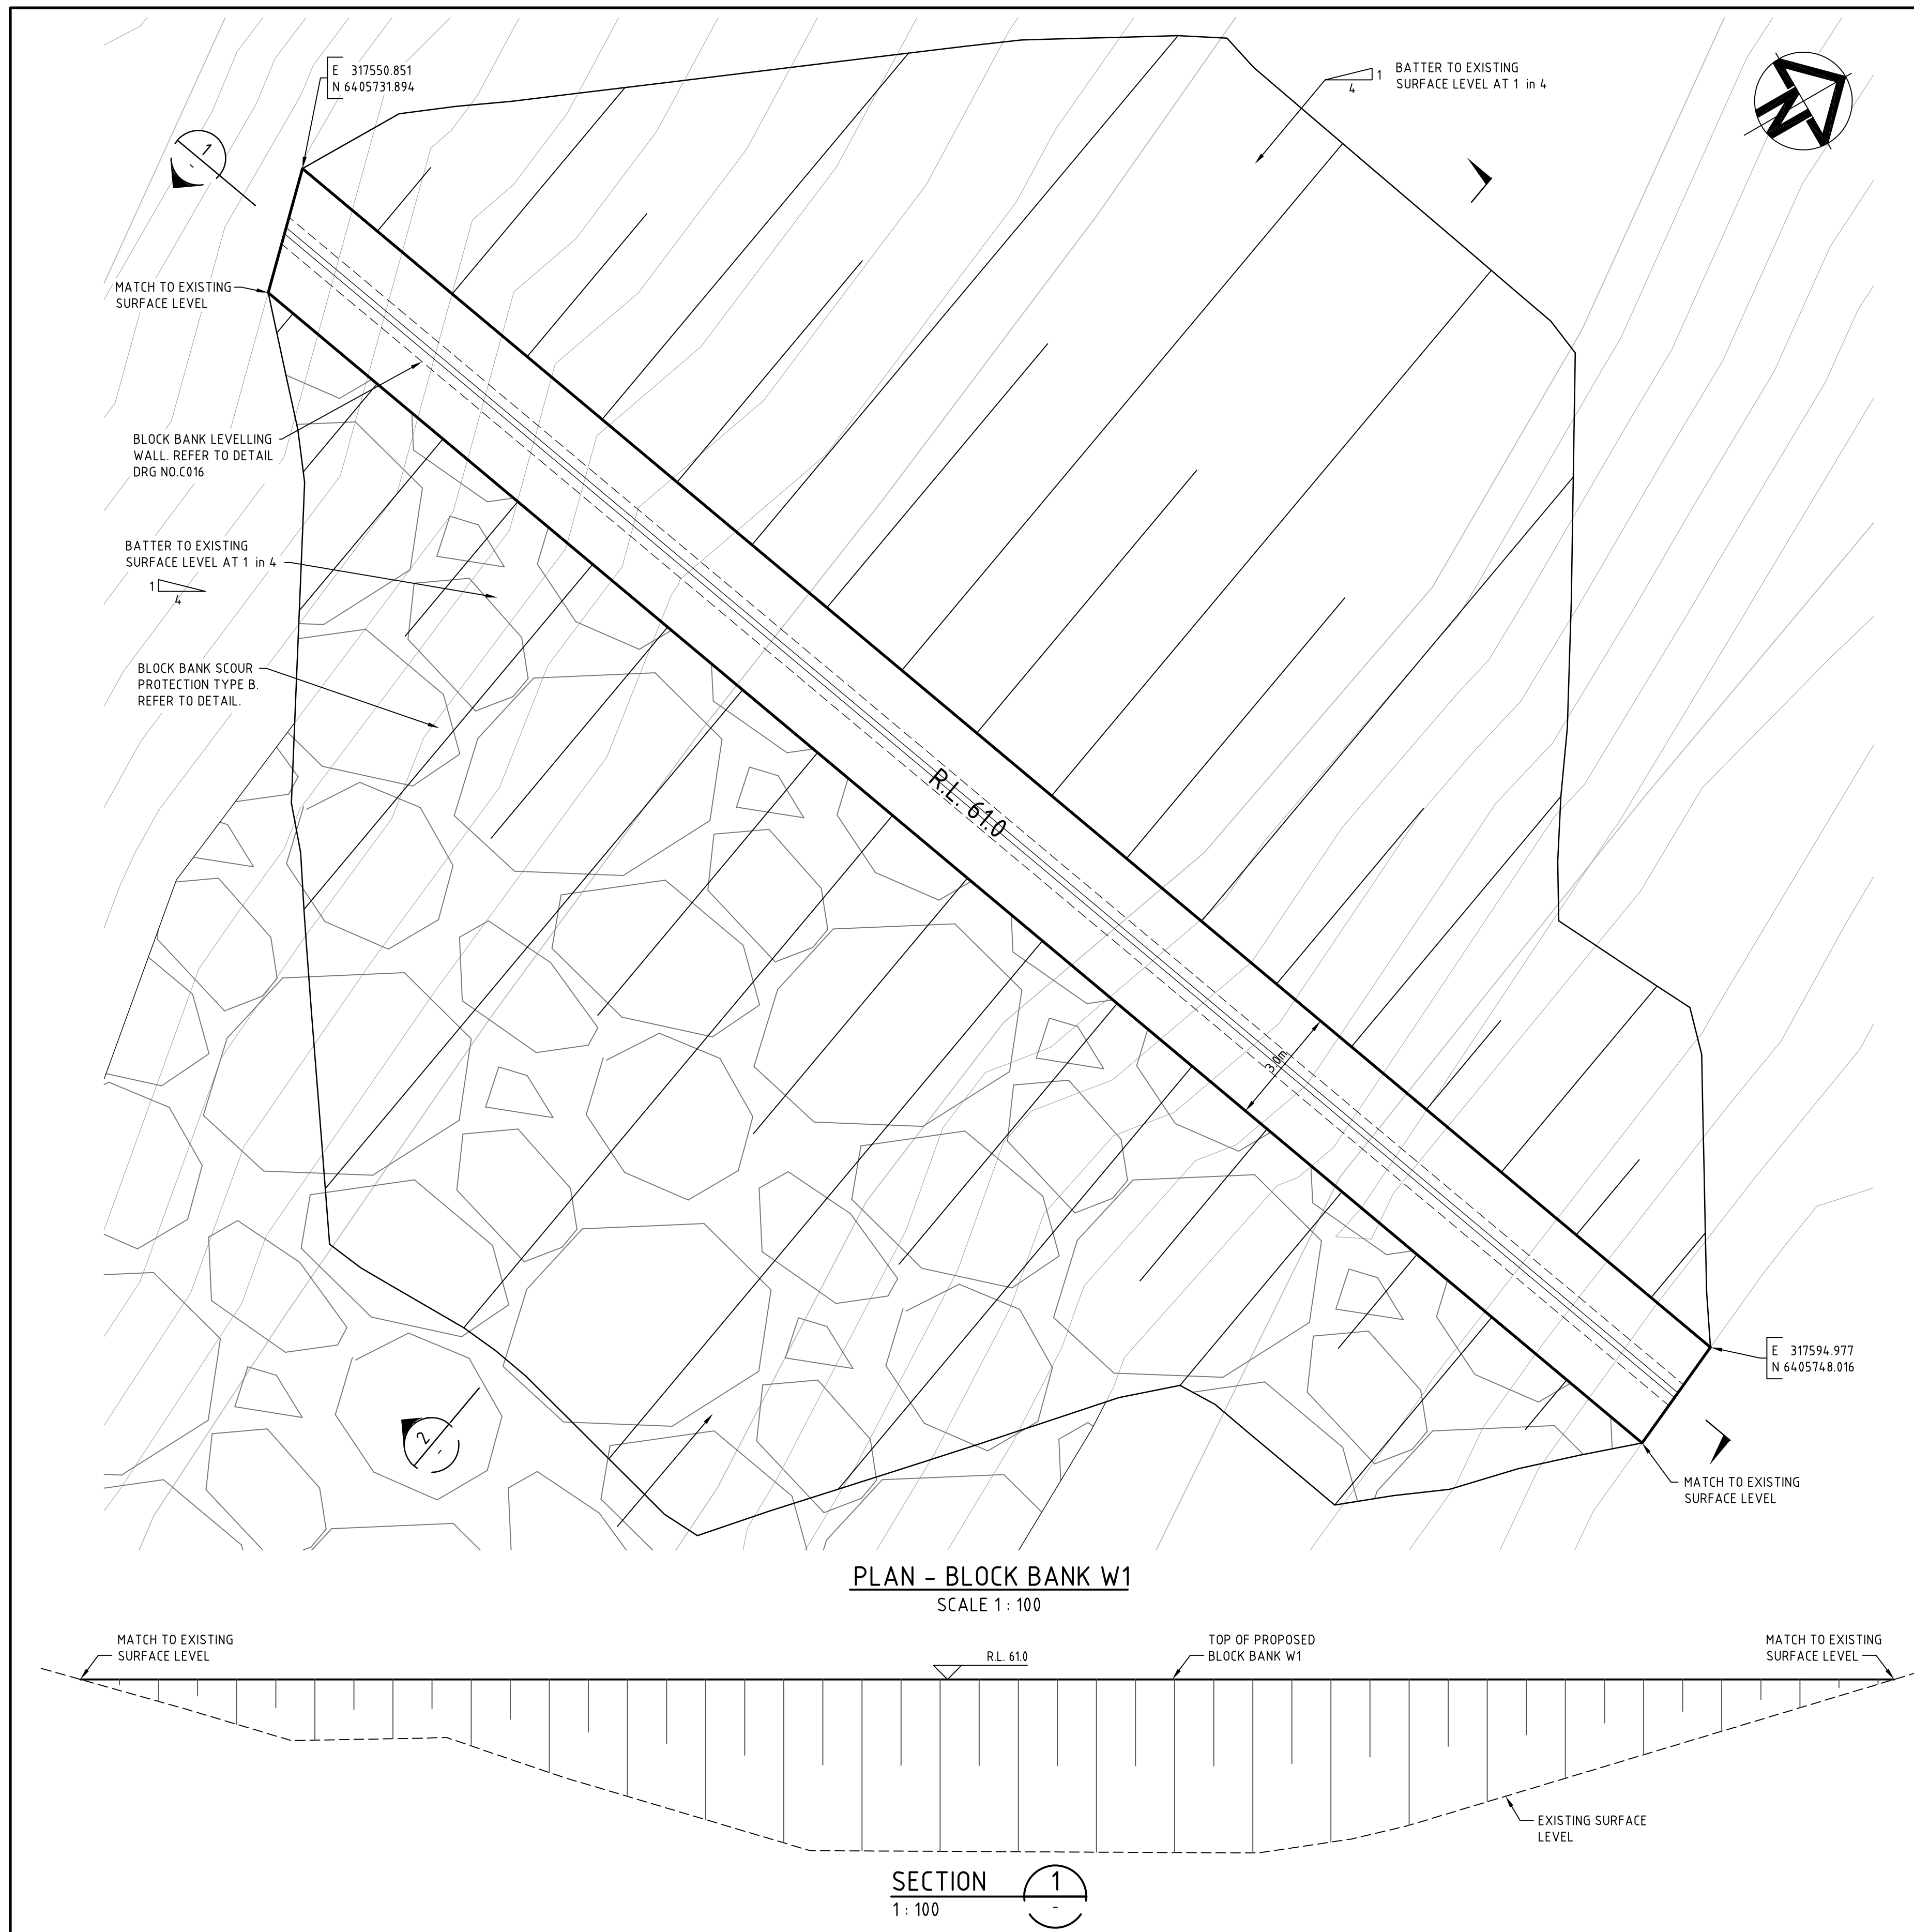 E 317550.851
N 6405731.894
1
4
BATTER TO EXISTING
SURFACE LEVEL AT 1 in 4
N
1
-
MATCH TO EXISTING
SURFACE LEVEL
BLOCK BANK LEVELLING
WALL. REFER TO DETAIL
DRG NO.C016
BATTER TO EXISTING
SURFACE LEVEL AT 1 in 4
1
4
BLOCK BANK SCOUR
PROTECTION TYPE B.
REFER TO DETAIL.
R.L. 61.0
3.0m
E 317594.977
N 6405748.016
2
-
MATCH TO EXISTING
SURFACE LEVEL
PLAN - BLOCK BANK W1
SCALE 1 : 100
MATCH TO EXISTING
SURFACE LEVEL
R.L. 61.0
TOP OF PROPOSED
BLOCK BANK W1
MATCH TO EXISTING
SURFACE LEVEL
EXISTING SURFACE
LEVEL
SECTION 1
1 : 100 -